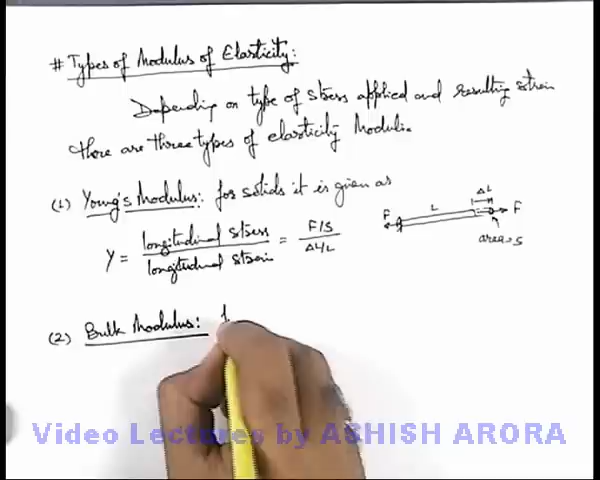 # Types of Modulus of Elasticity:
Depending on type of stress applied and resulting strain
there are three types of elasticity Moduli.
(1) Young's Modulus: for solids it is given as
Y = longitudinal stress / longitudinal strain = F/S / ΔL/L
F L ΔL F
area = S
(2) Bulk Modulus:
Video Lectures by ASHISH ARORA